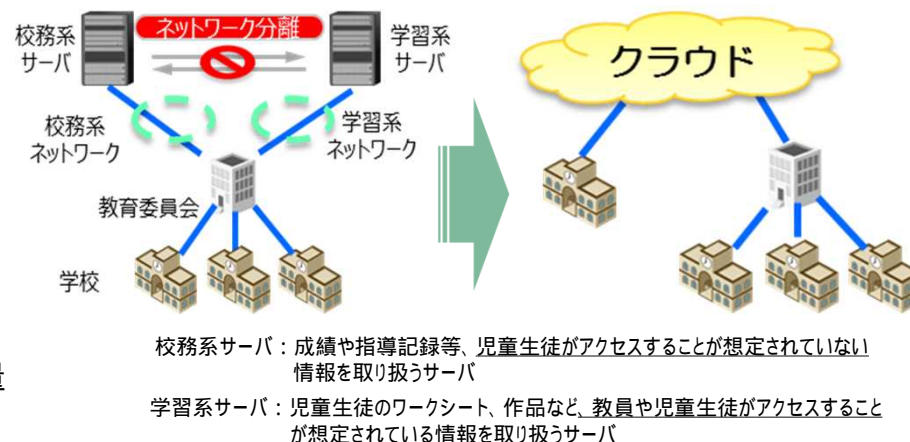 校務系
サーバ
ネットワーク分離
学習系
サーバ
校務系
ネットワーク
学習系
ネットワーク
教育委員会
学校
クラウド
校務系サーバ：成績や指導記録等、児童生徒がアクセスすることが想定されていない
情報を取り扱うサーバ
学習系サーバ：児童生徒のワークシート、作品など、教員や児童生徒がアクセスすること
が想定されている情報を取り扱うサーバ